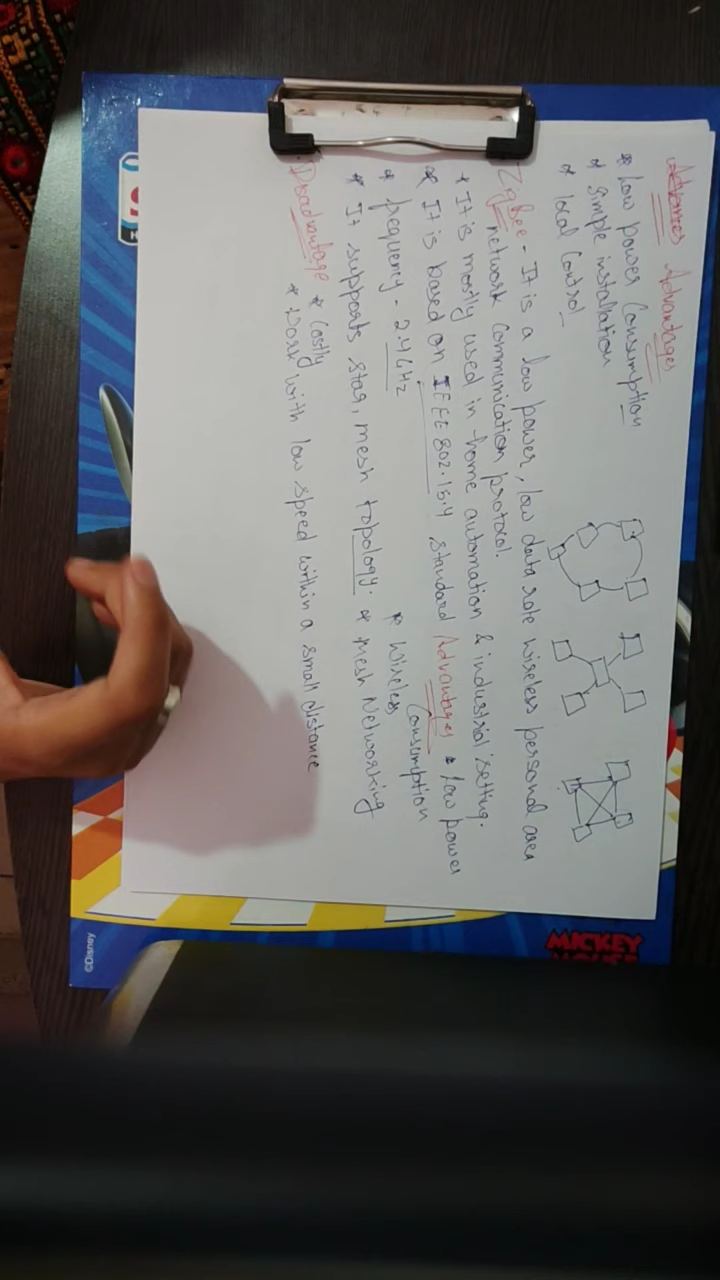 Advantages
* Low power Consumption
* simple installation
* local Control
ZigBee - It is a low power, low data rate wireless personal area
network communication protocol.
* It is mostly used in home automation & industrial setting.
* It is based on IEEE 802.15.4 standard Advantages * low power
Consumption
* frequency - 2.4 GHz * Wireless
* It supports star, mesh topology. * Mesh Networking
Disadvantage * Costly
* Work with low speed within a small distance
MICKEY
©Disney